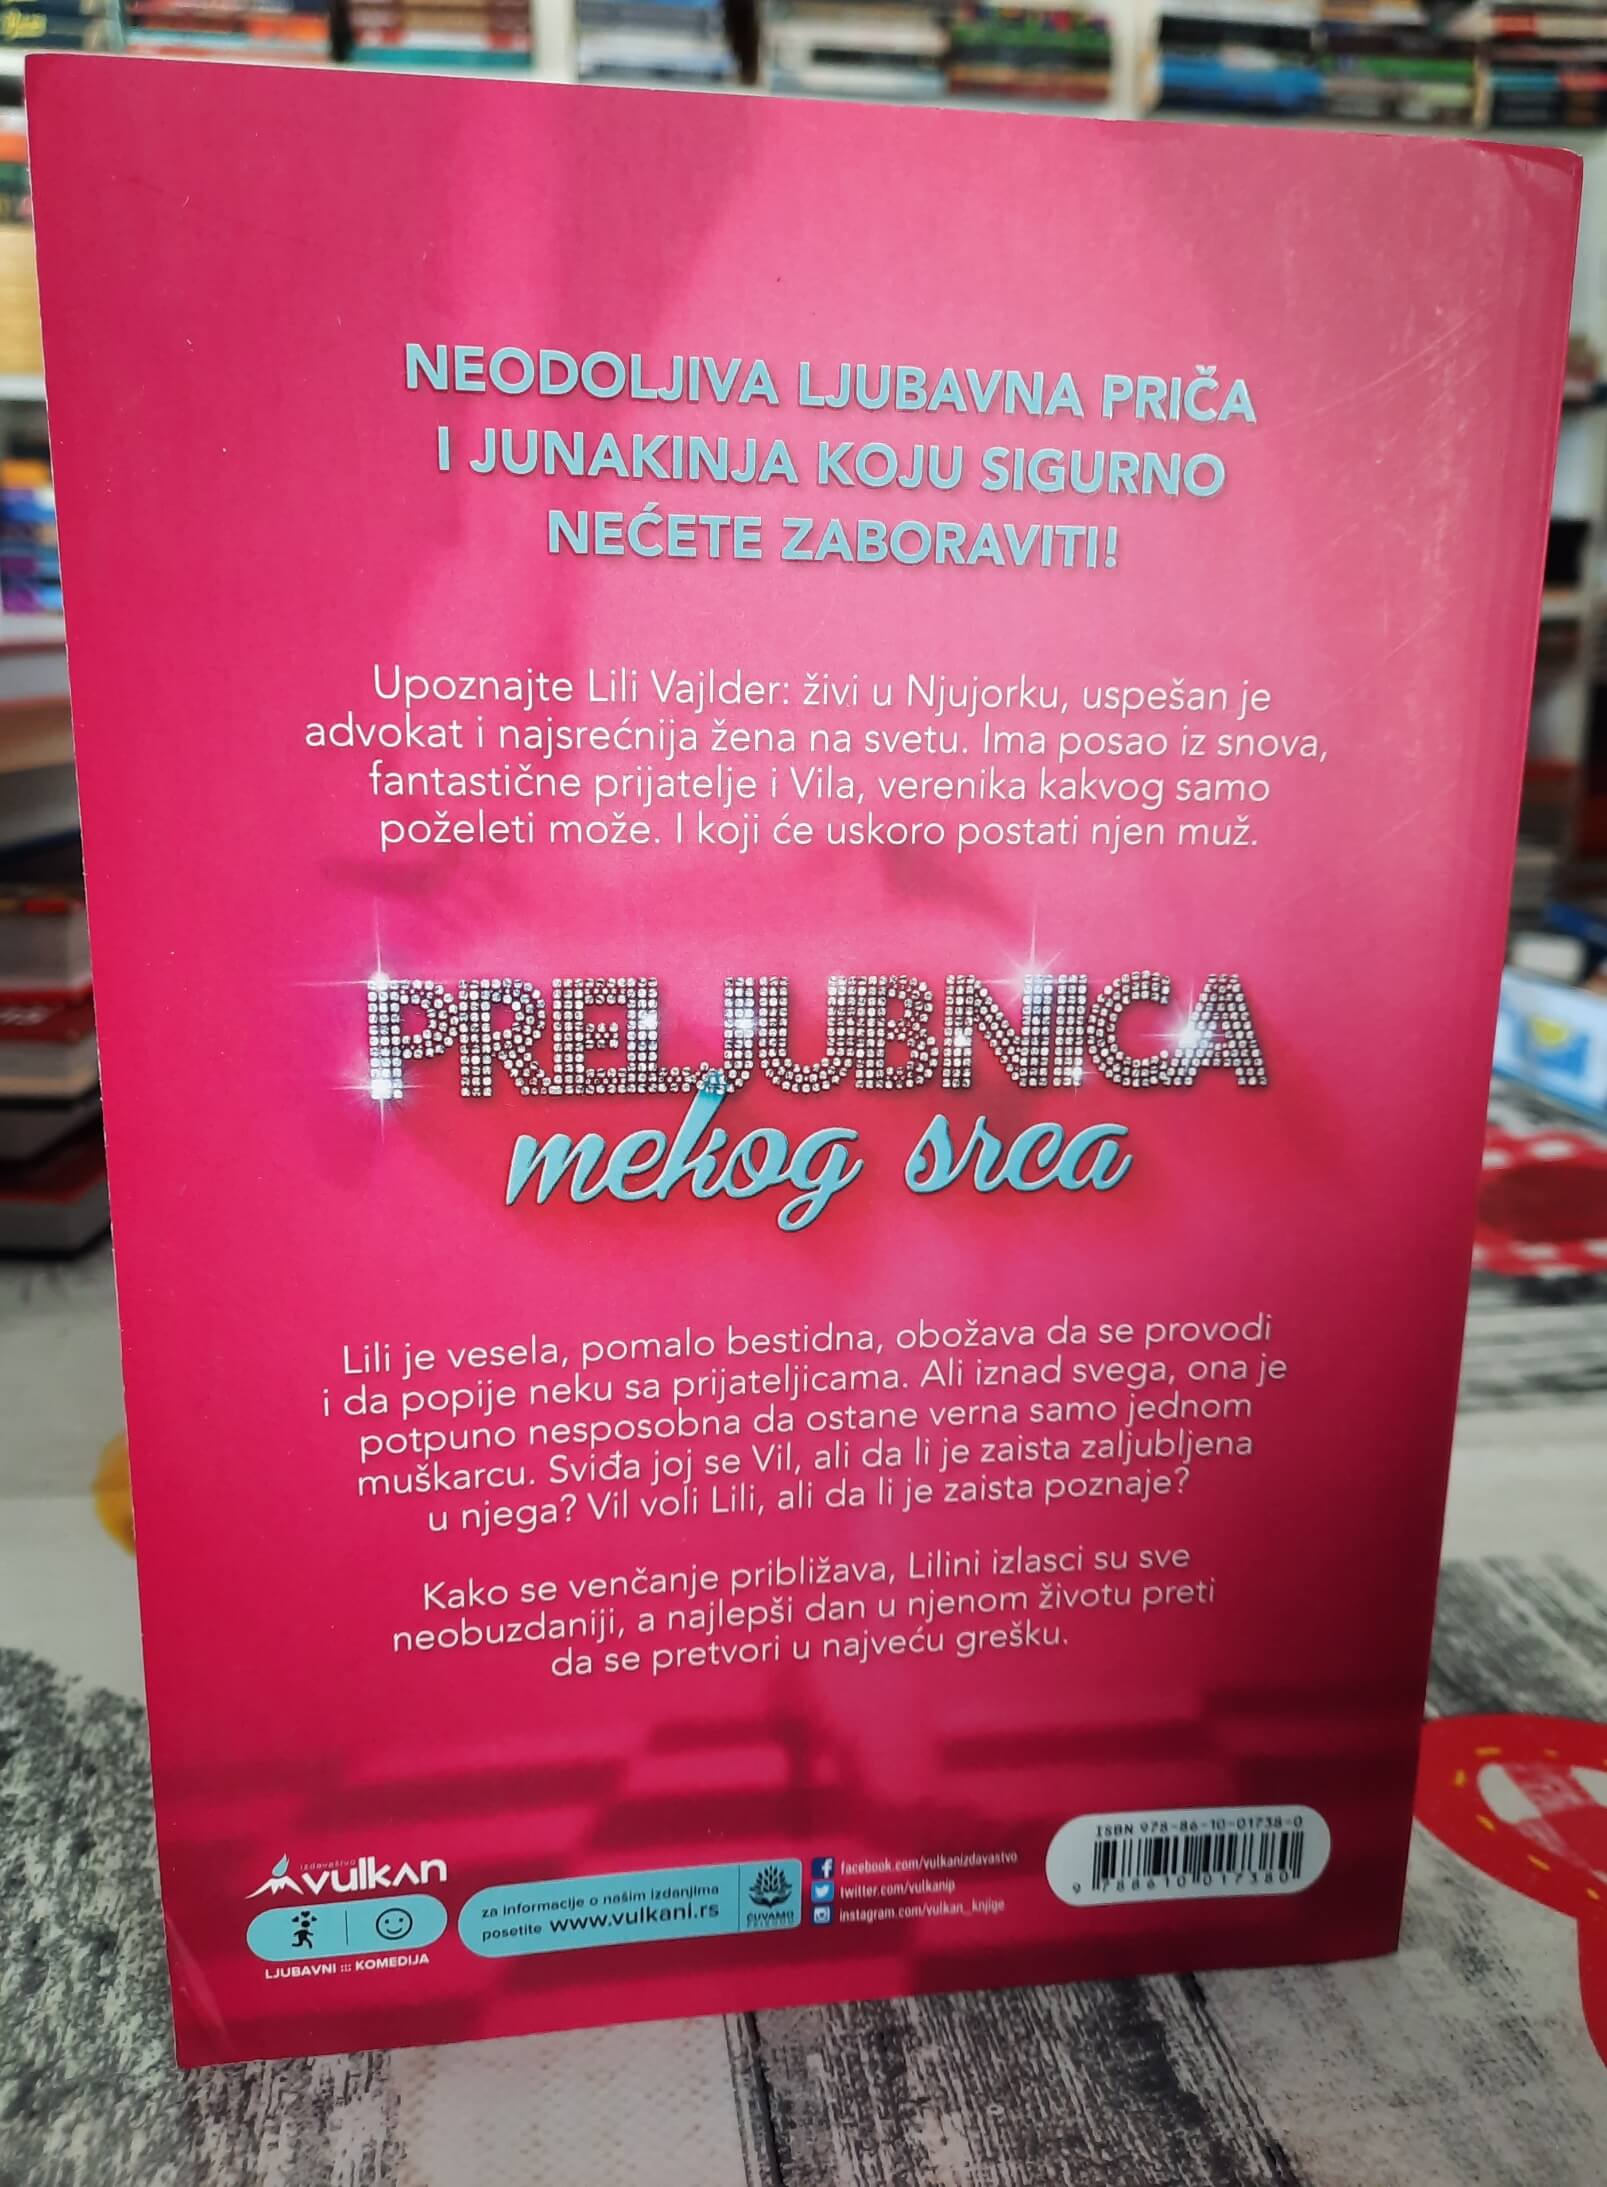 NEODOLJIVA LJUBAVNA PRIČA
I JUNAKINJA KOJU SIGURNO
NEĆETE ZABORAVITI!
Upoznajte Lili Vajlder: živi u Njujorku, uspešan je
advokat i najsrećnija žena na svetu. Ima posao iz snova,
fantastične prijatelje i Vila, verenika kakvog samo
poželeti može. I koji će uskoro postati njen muž.
PRELJUBNICA
mekog srca
Lili je vesela, pomalo bestidna, obožava da se provodi
i da popije neku sa prijateljicama. Ali iznad svega, ona je
potpuno nesposobna da ostane verna samo jednom
muškarcu. Sviđa joj se Vil, ali da li je zaista zaljubljena
u njega? Vil voli Lili, ali da li je zaista poznaje?
Kako se venčanje približava, Lilini izlasci su sve
neobuzdaniji, a najlepši dan u njenom životu preti
da se pretvori u najveću grešku.
izdavaštvo
vulkan
LJUBAVNI ::: KOMEDIJA
za informacije o našim izdanjima
posetite www.vulkani.rs
ČUVAMO
PRIRODU
facebook.com/vulkanizdavastvo
twitter.com/vulkanip
instagram.com/vulkan_knjige
ISBN 978-86-10-01738-0
9 788610 017380